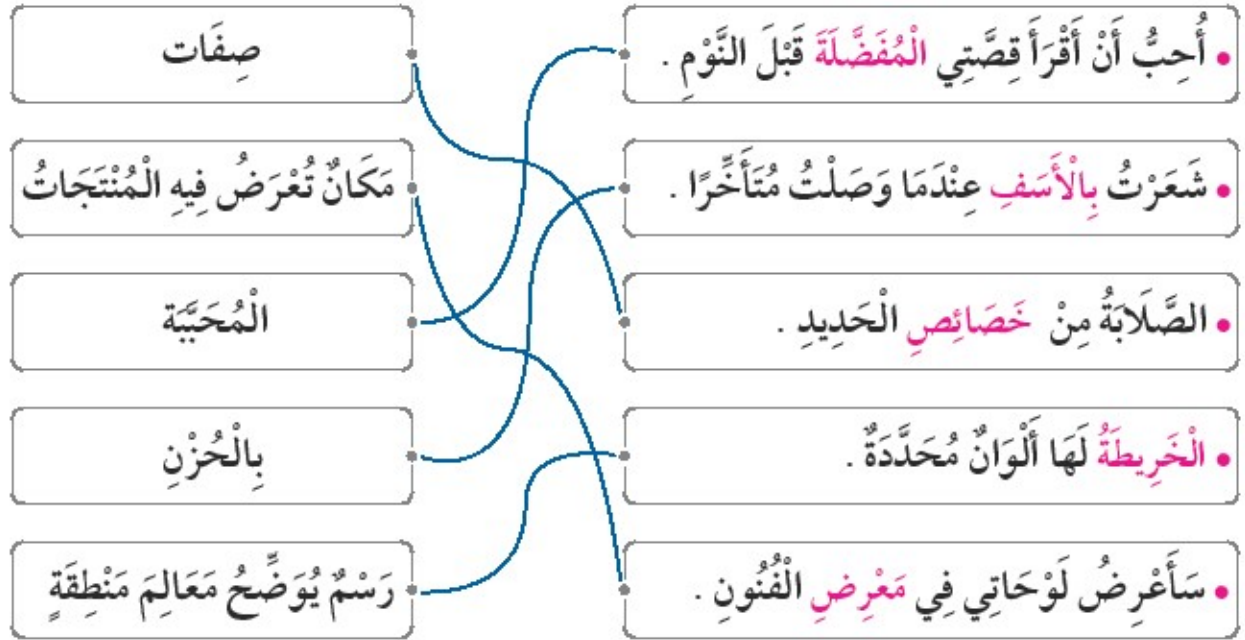 • أُحِبُّ أَنْ أَقْرَأَ قِصَّتِي الْمُفَضَّلَةَ قَبْلَ النَّوْمِ .
صِفَات
• شَعَرْتُ بِالْأَسَفِ عِنْدَمَا وَصَلْتُ مُتَأَخِّرًا .
مَكَانٌ تُعْرَضُ فِيهِ الْمُنْتَجَاتُ
• الصَّلَابَةُ مِنْ خَصَائِصِ الْحَدِيدِ .
الْمُحَبَّبَة
• الْخَرِيطَةُ لَهَا أَلْوَانٌ مُحَدَّدَةٌ .
بِالْحُزْنِ
• سَأَعْرِضُ لَوْحَاتِي فِي مَعْرِضِ الْفُنُونِ .
رَسْمٌ يُوَضِّحُ مَعَالِمَ مَنْطِقَةٍ